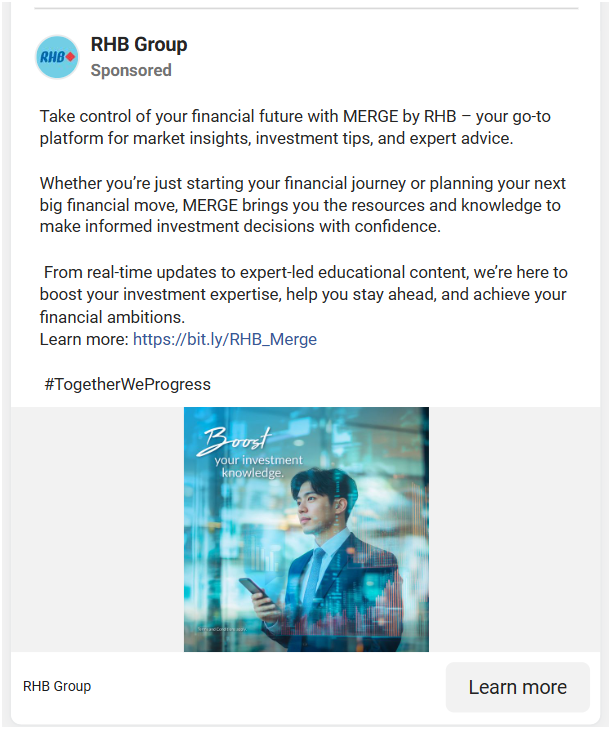 RHB
RHB Group
Sponsored
Take control of your financial future with MERGE by RHB – your go-to
platform for market insights, investment tips, and expert advice.
Whether you’re just starting your financial journey or planning your next
big financial move, MERGE brings you the resources and knowledge to
make informed investment decisions with confidence.
From real-time updates to expert-led educational content, we’re here to
boost your investment expertise, help you stay ahead, and achieve your
financial ambitions.
Learn more: https://bit.ly/RHB_Merge
#TogetherWeProgress
Boost
your investment
knowledge.
RHB Group
Learn more